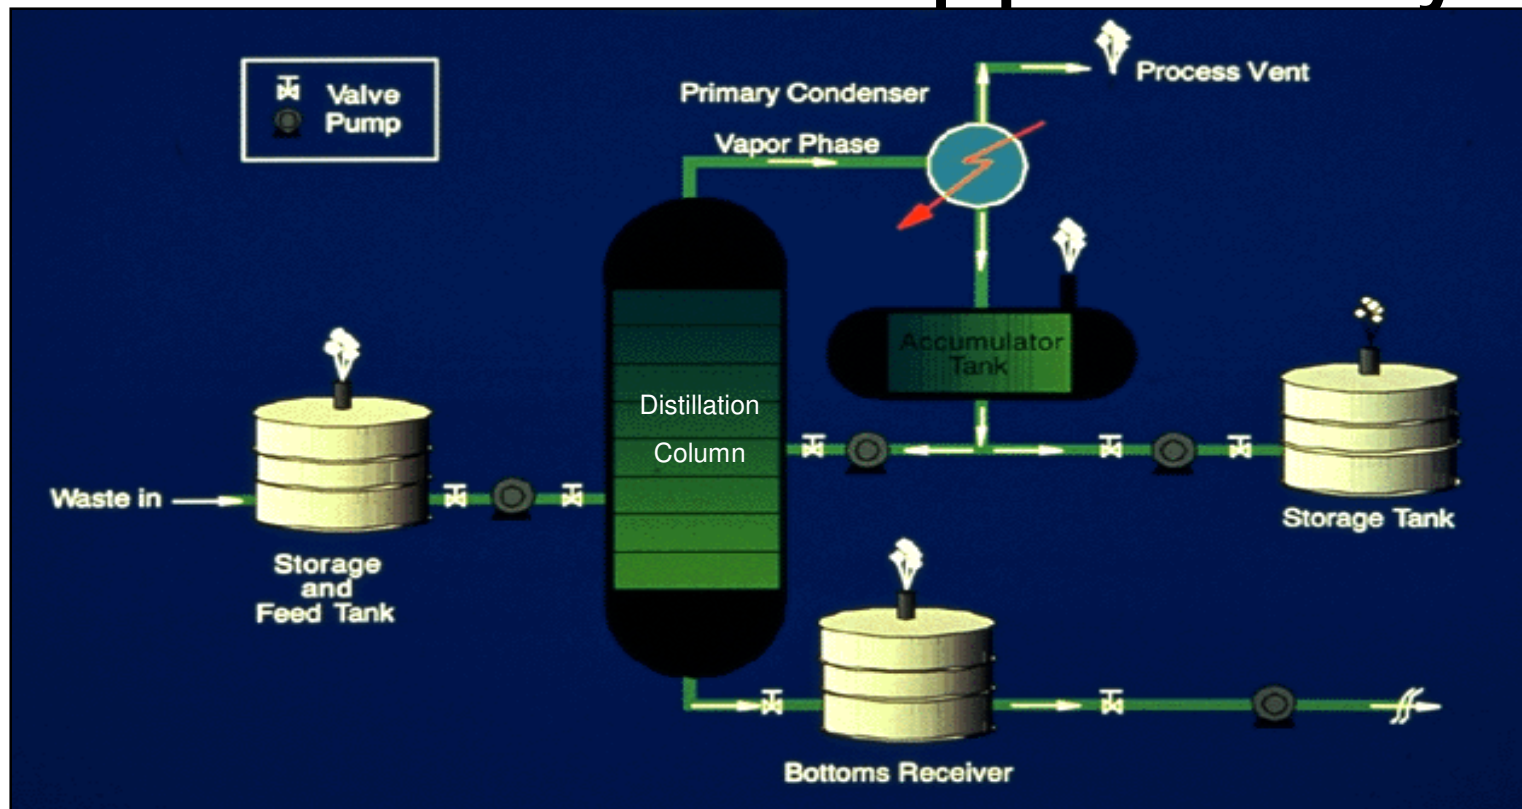 Valve
Pump
Primary Condenser
Process Vent
Vapor Phase
Accumulator
Tank
Distillation
Column
Waste in
Storage
and
Feed Tank
Storage Tank
Bottoms Receiver